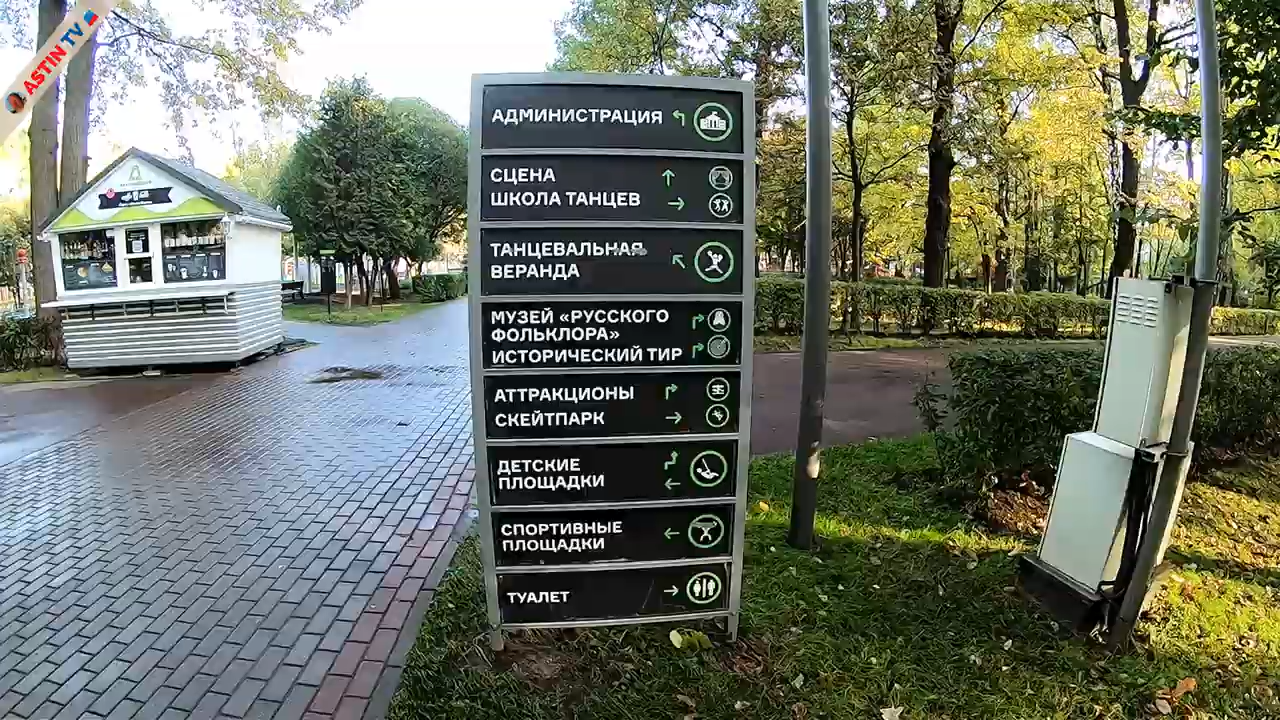 ASTIN TV
АДМИНИСТРАЦИЯ
СЦЕНА
ШКОЛА ТАНЦЕВ
ТАНЦЕВАЛЬНАЯ
ВЕРАНДА
МУЗЕЙ «РУССКОГО
ФОЛЬКЛОРА»
ИСТОРИЧЕСКИЙ ТИР
АТТРАКЦИОНЫ
СКЕЙТПАРК
ДЕТСКИЕ
ПЛОЩАДКИ
СПОРТИВНЫЕ
ПЛОЩАДКИ
ТУАЛЕТ